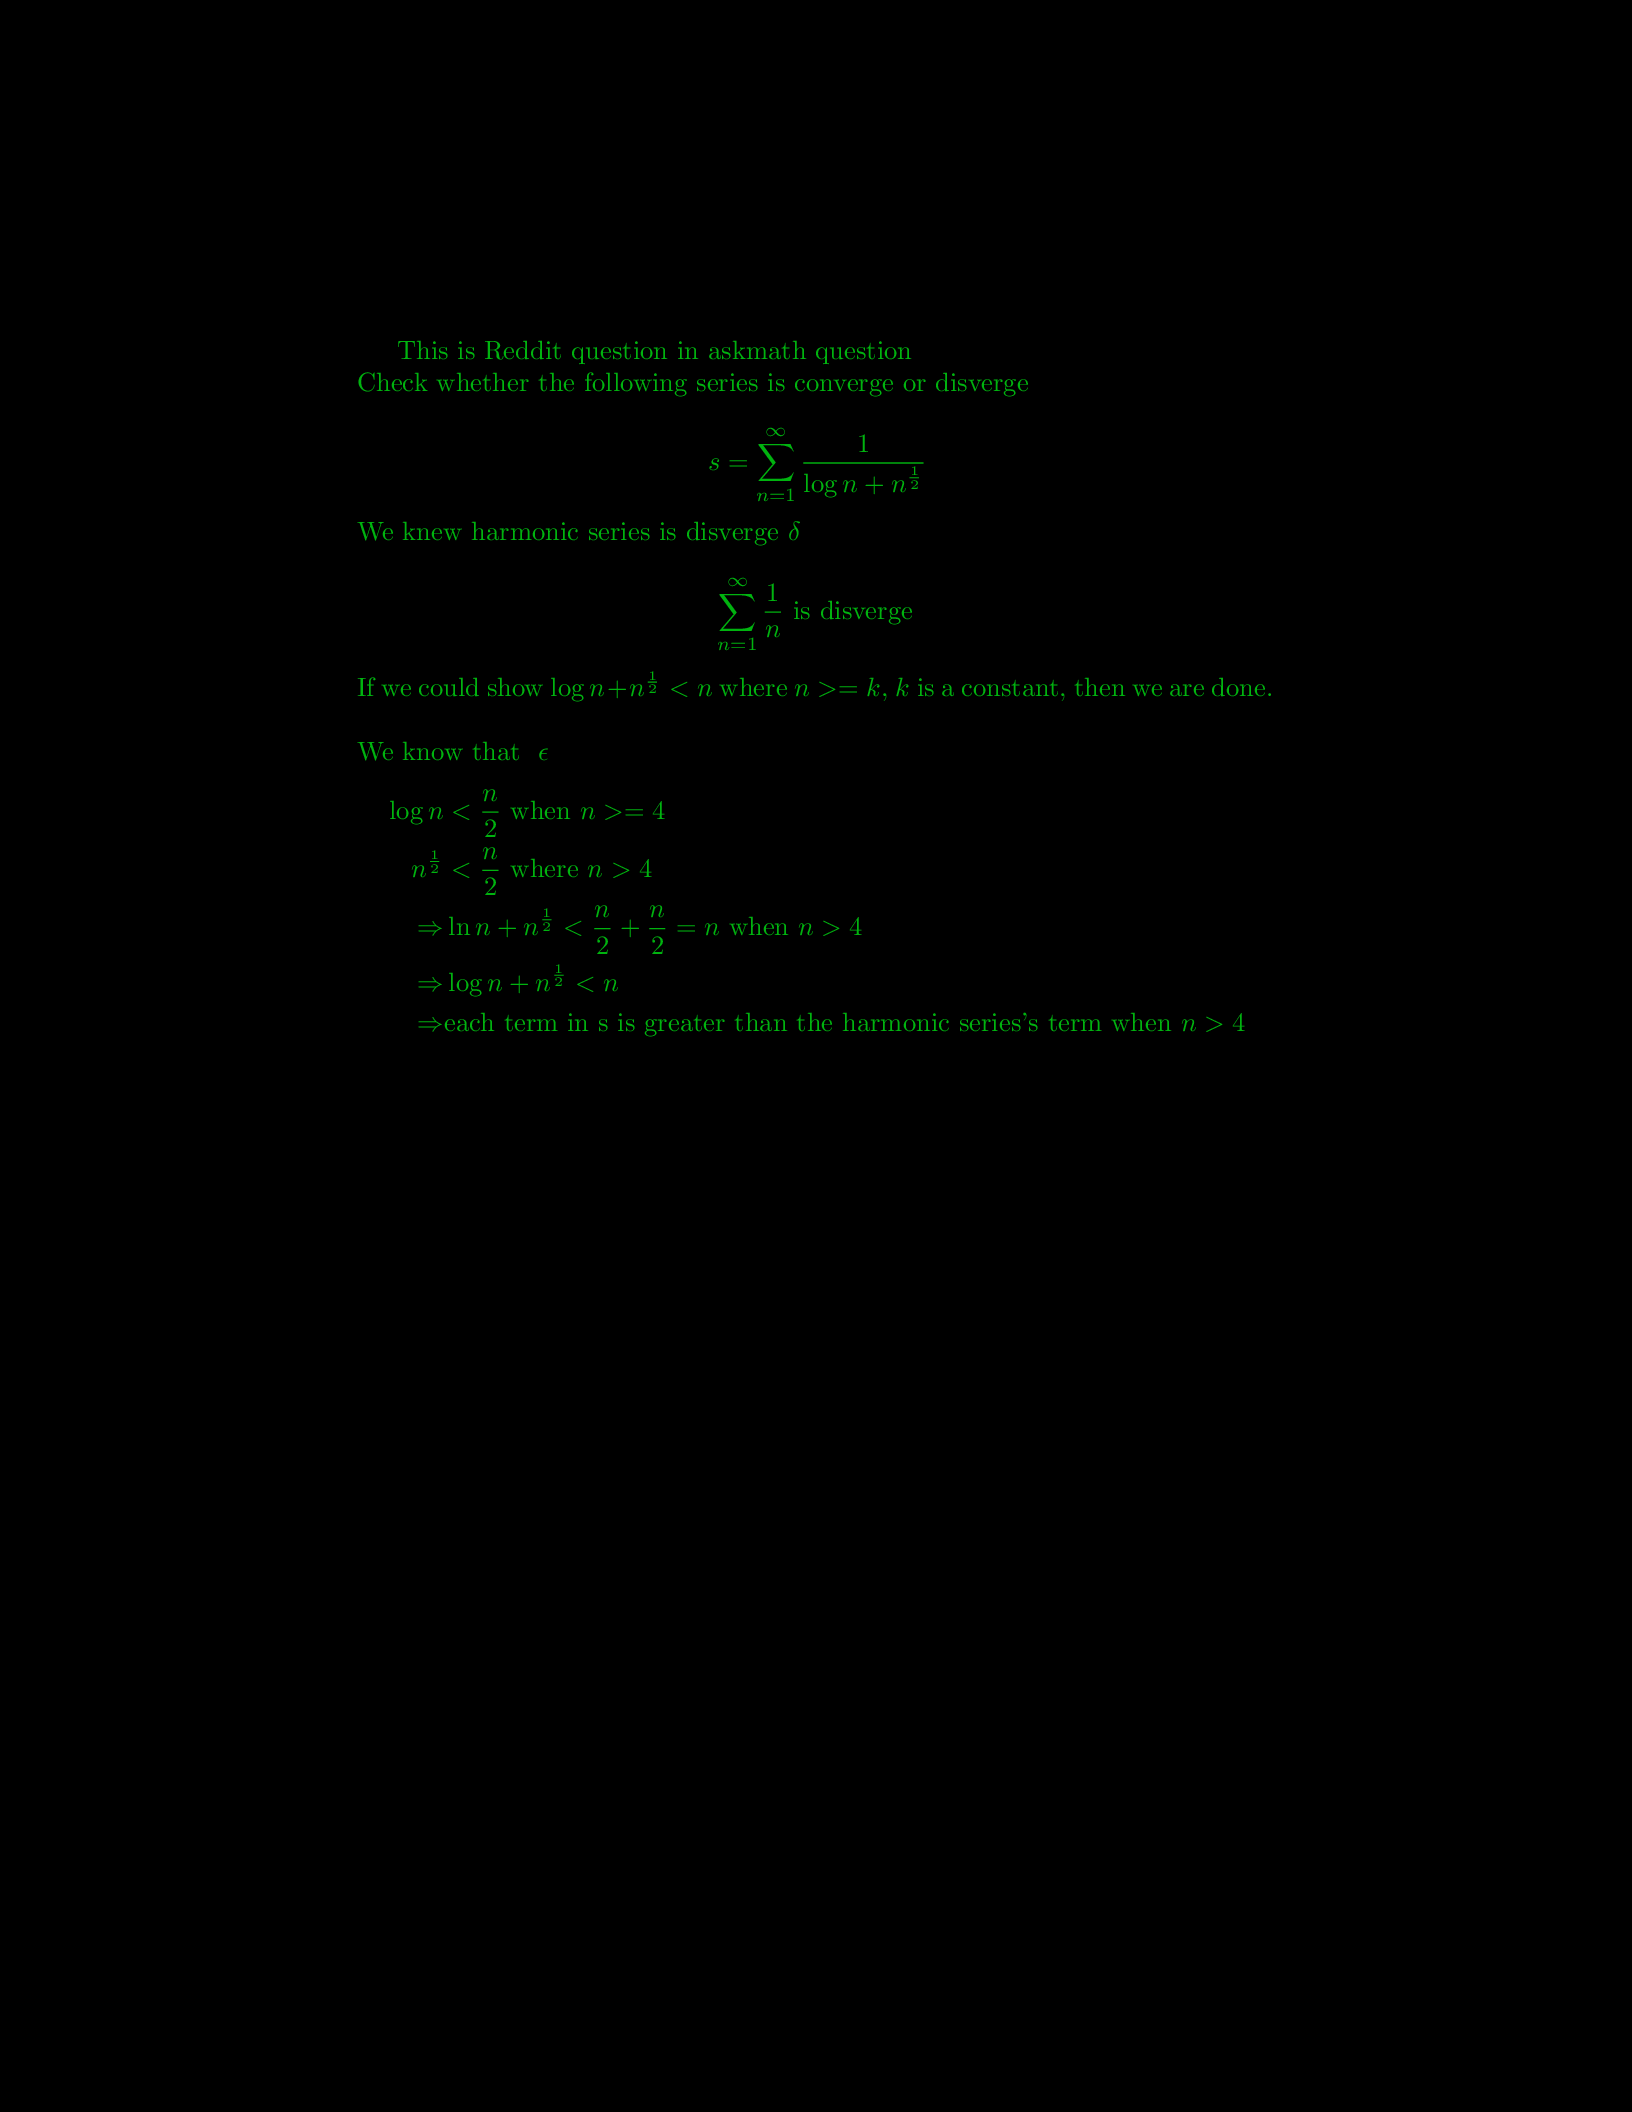 This is Reddit question in askmath question
Check whether the following series is converge or disverge
$s = \sum_{n=1}^{\infty} \frac{1}{\log n + n^{\frac{1}{2}}}$
We knew harmonic series is disverge $\delta$
$\sum_{n=1}^{\infty} \frac{1}{n}$ is disverge
If we could show $\log n + n^{\frac{1}{2}} < n$ where $n >= k$, $k$ is a constant, then we are done.
We know that $\epsilon$
$\log n < \frac{n}{2}$ when $n >= 4$
$n^{\frac{1}{2}} < \frac{n}{2}$ where $n > 4$
$\Rightarrow \ln n + n^{\frac{1}{2}} < \frac{n}{2} + \frac{n}{2} = n$ when $n > 4$
$\Rightarrow \log n + n^{\frac{1}{2}} < n$
$\Rightarrow$each term in s is greater than the harmonic series's term when $n > 4$